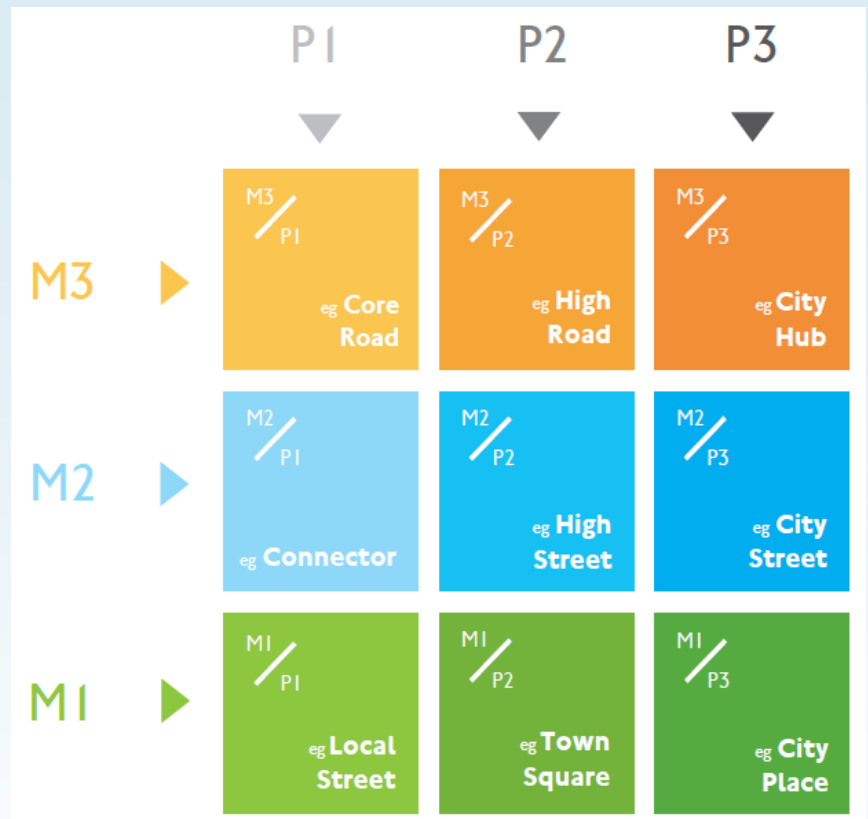 P1 P2 P3
M3
M3/P1
eg Core
Road
M3/P2
eg High
Road
M3/P3
eg City
Hub
M2
M2/P1
eg Connector
M2/P2
eg High
Street
M2/P3
eg City
Street
M1
M1/P1
eg Local
Street
M1/P2
eg Town
Square
M1/P3
eg City
Place